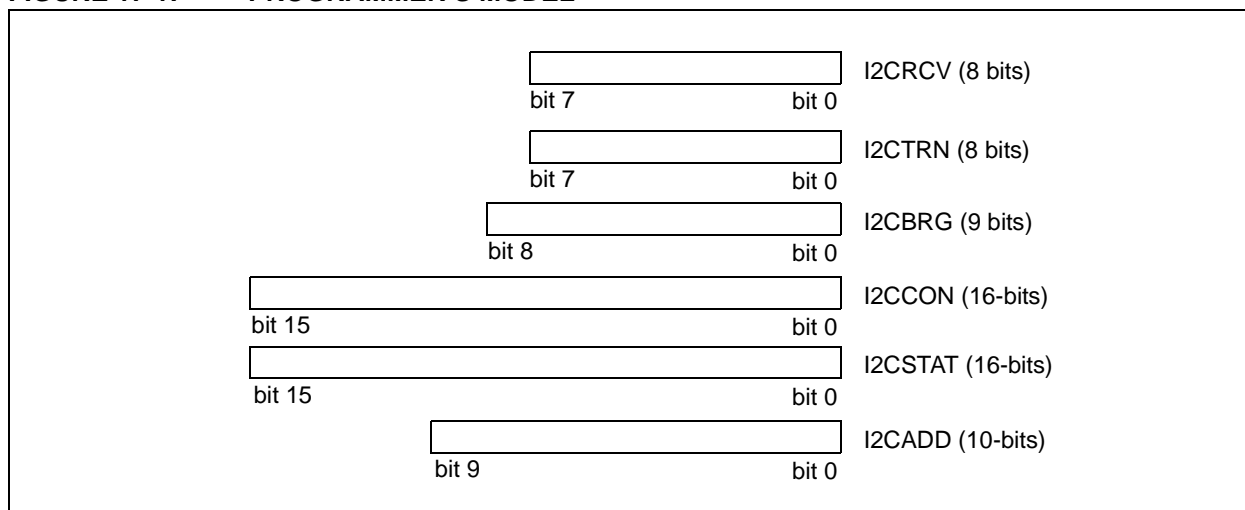 I2CRCV (8 bits)
bit 7 bit 0
I2CTRN (8 bits)
bit 7 bit 0
I2CBRG (9 bits)
bit 8 bit 0
I2CCON (16-bits)
bit 15 bit 0
I2CSTAT (16-bits)
bit 15 bit 0
I2CADD (10-bits)
bit 9 bit 0